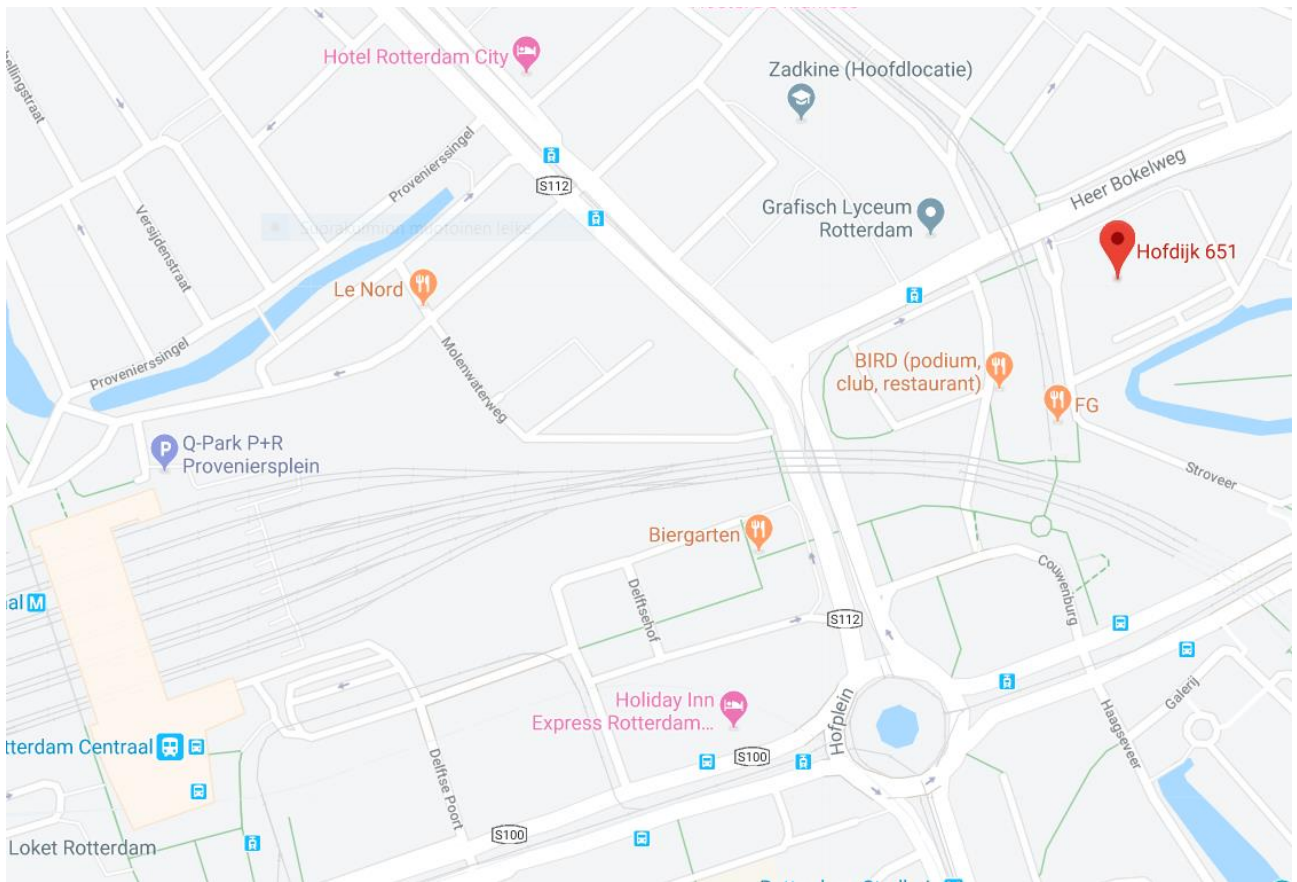 Hotel Rotterdam City
Zadkine (Hoofdlocatie)
Provenierssingel
S112
Heer Bokelweg
Versijdenstraat
Grafisch Lyceum
Rotterdam
Hofdijk 651
Le Nord
Provenierssingel
Molenwaterweg
BIRD (podium,
club, restaurant)
FG
Q-Park P+R
Proveniersplein
P
Stroveer
Biergarten
Couwenburg
al M
Delftsehof
S112
Holiday Inn
Express Rotterdam...
Hofplein
Galerij
Haagseveer
tterdam Centraal
S100
Delftse Poort
S100
Loket Rotterdam